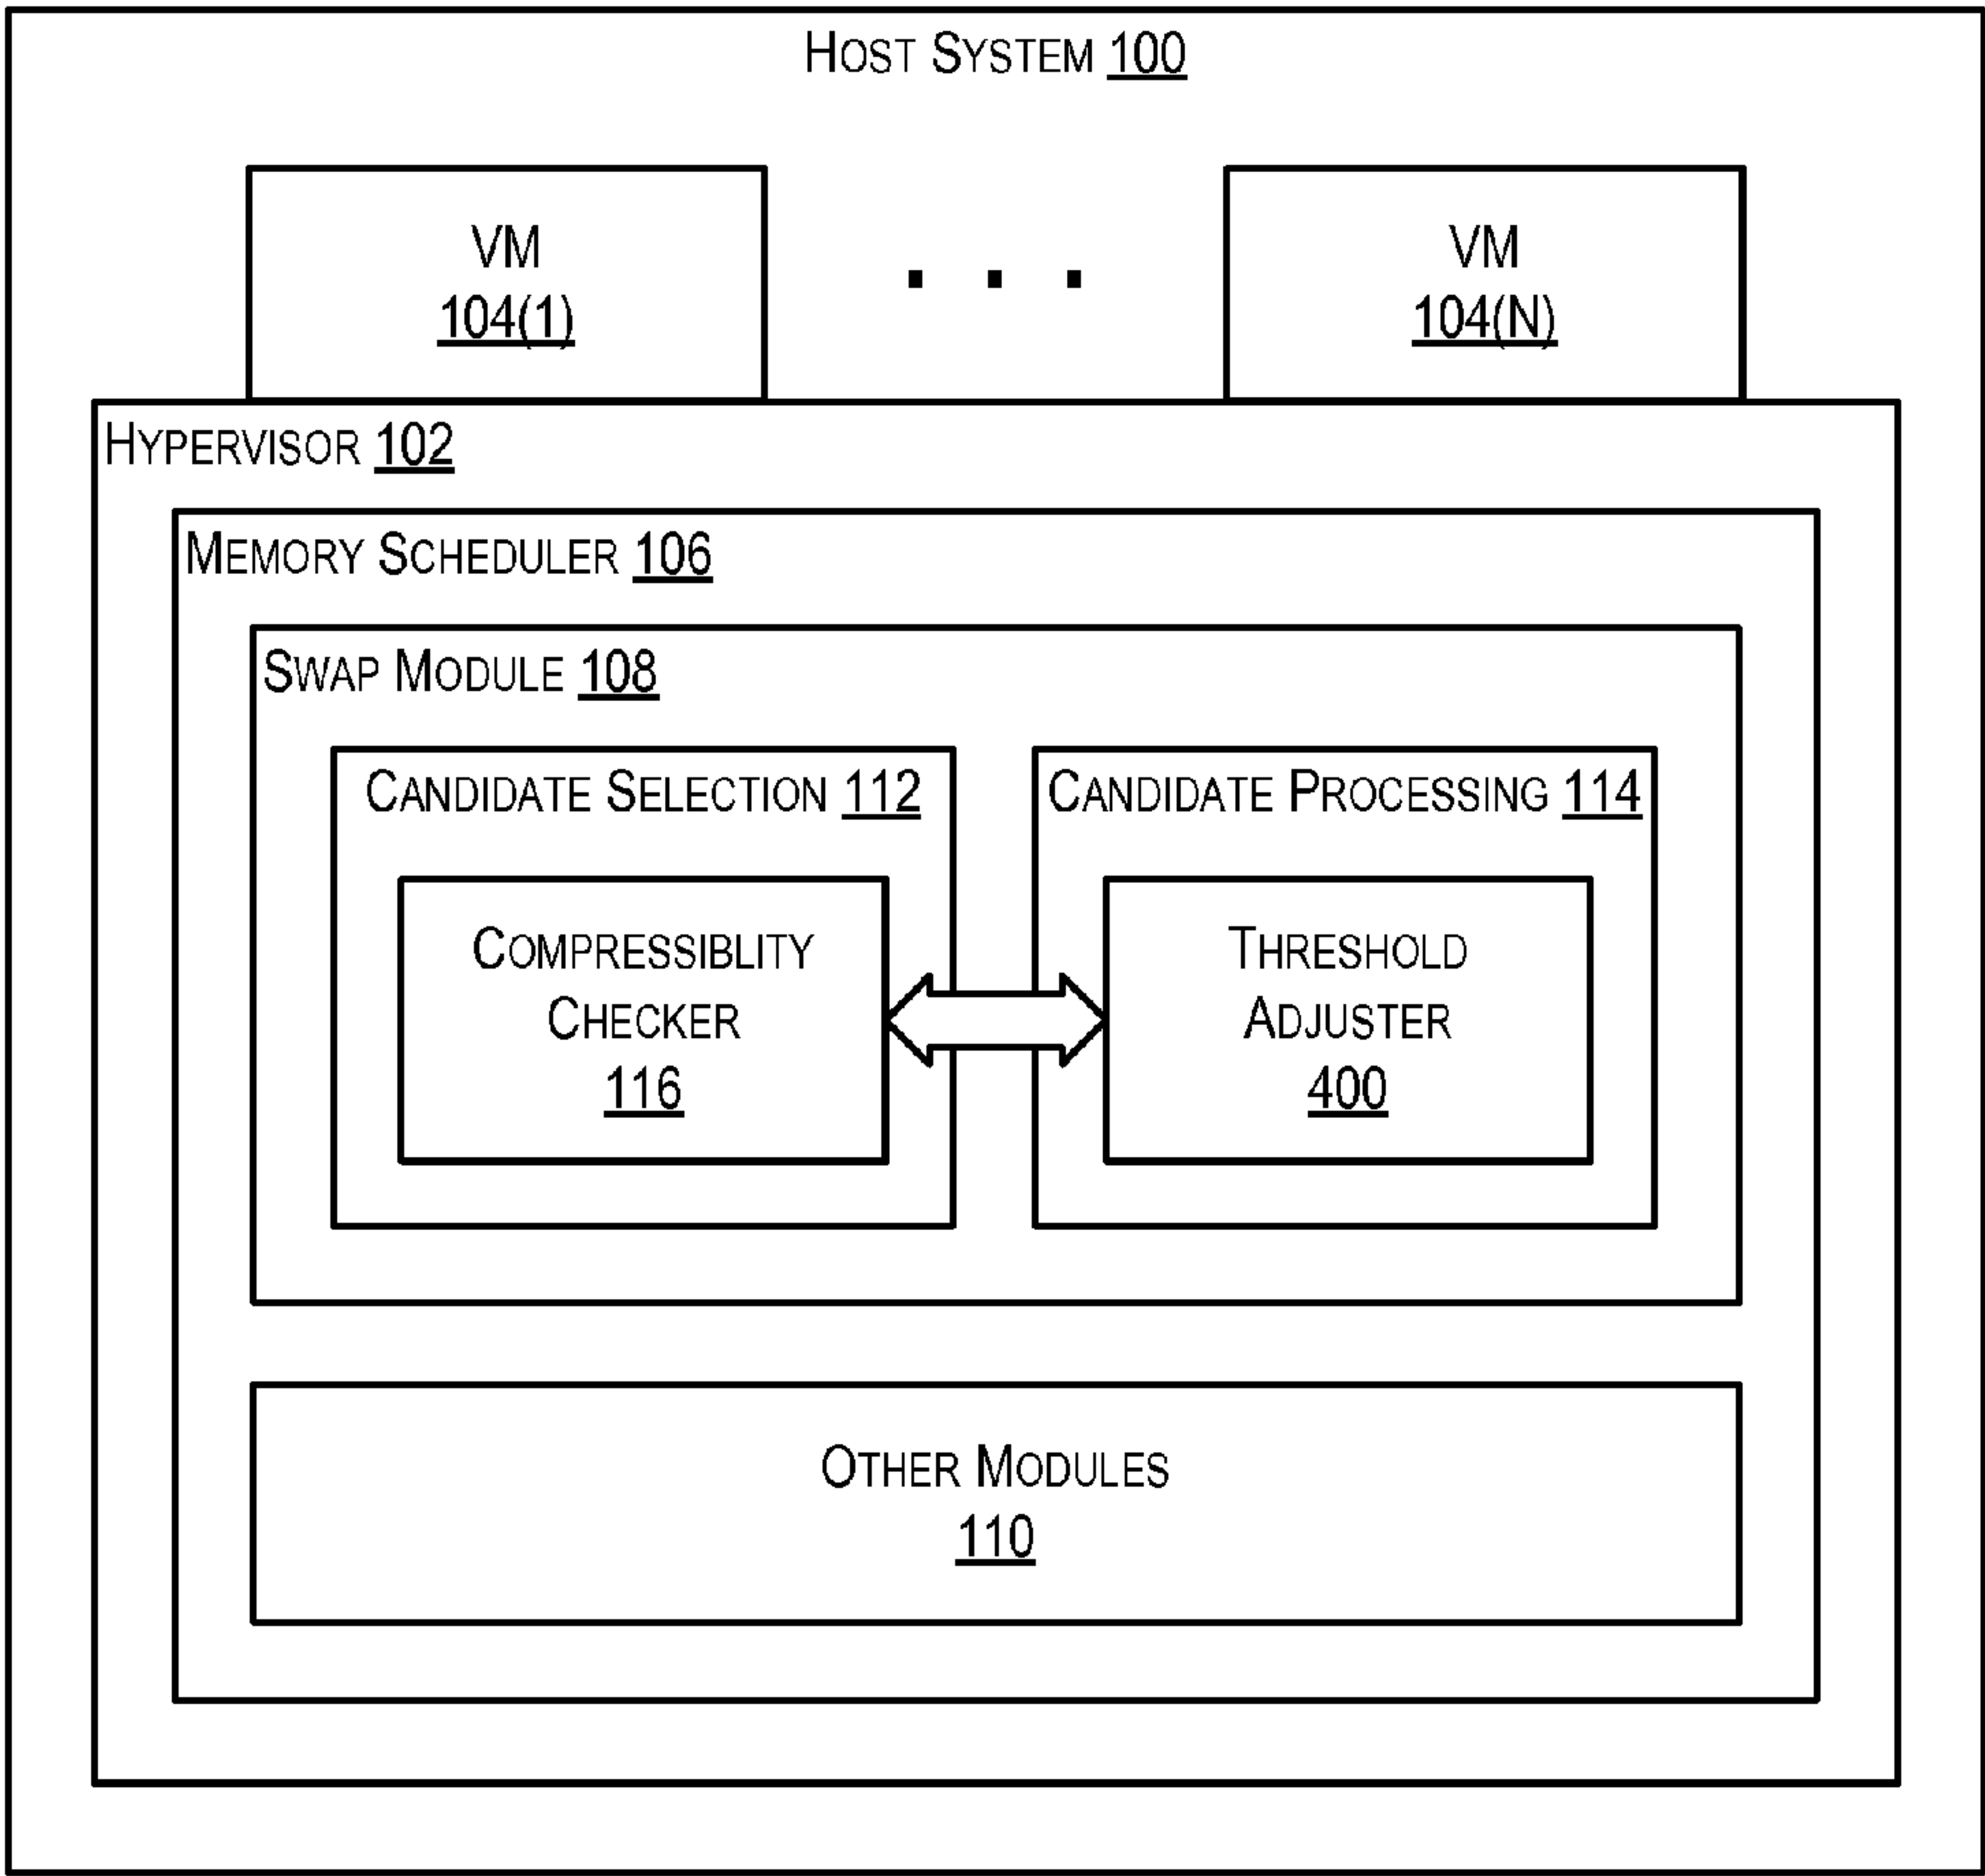 HOST SYSTEM 100
VM
104(1)
. . .
VM
104(N)
HYPERVISOR 102
MEMORY SCHEDULER 106
SWAP MODULE 108
CANDIDATE SELECTION 112
COMPRESSIBLITY
CHECKER
116
CANDIDATE PROCESSING 114
THRESHOLD
ADJUSTER
400
OTHER MODULES
110